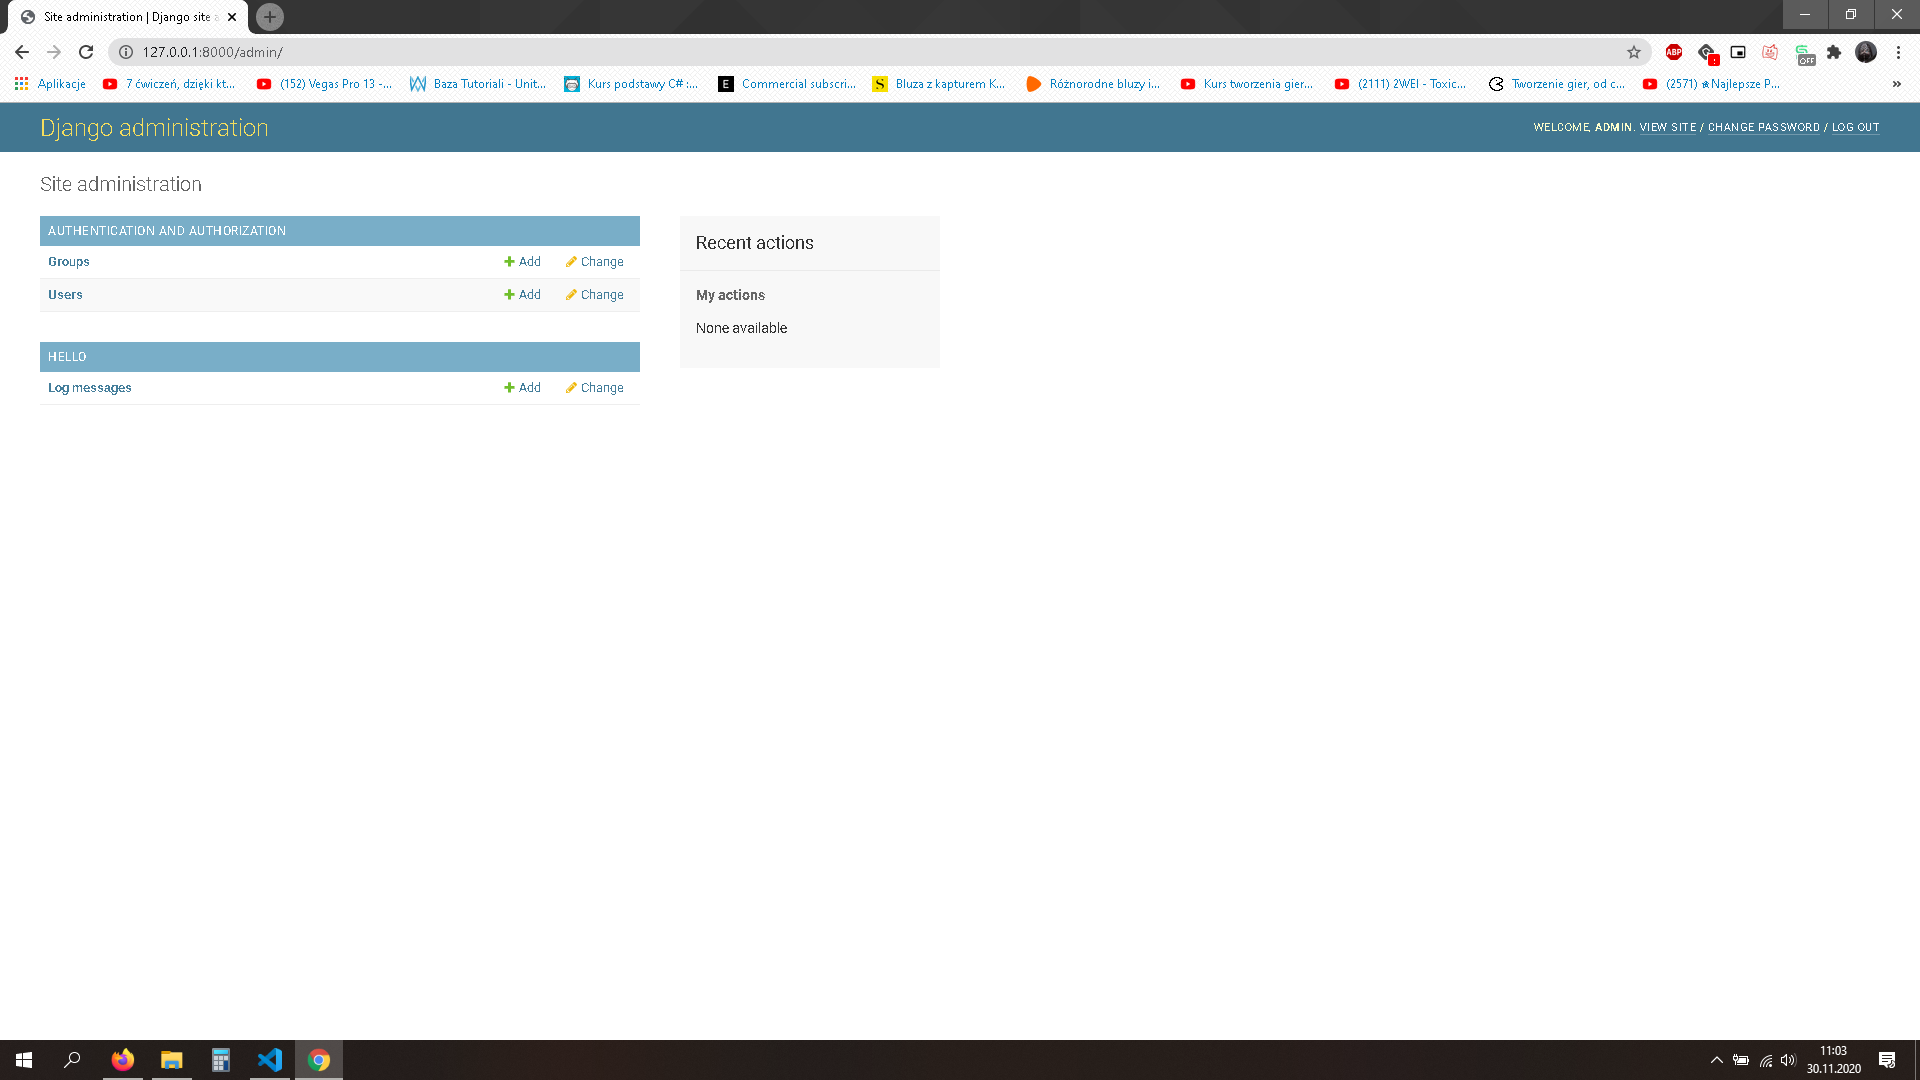 Site administration | Django site a
127.0.0.1:8000/admin/
ABP
OFF
Aplikacje
7 ćwiczeń, dzięki kt...
(152) Vegas Pro 13 -...
Baza Tutoriali - Unit...
Kurs podstawy C# :...
E
Commercial subscri...
S
Bluza z kapturem K...
Różnorodne bluzy i...
Kurs tworzenia gier...
(2111) 2WEI - Toxic...
Tworzenie gier, od c...
(2571) ★Najlepsze P...
»
Django administration
WELCOME, ADMIN. VIEW SITE / CHANGE PASSWORD / LOG OUT
Site administration
AUTHENTICATION AND AUTHORIZATION
Groups
Add
Change
Users
Add
Change
HELLO
Log messages
Add
Change
Recent actions
My actions
None available
11:03
30.11.2020